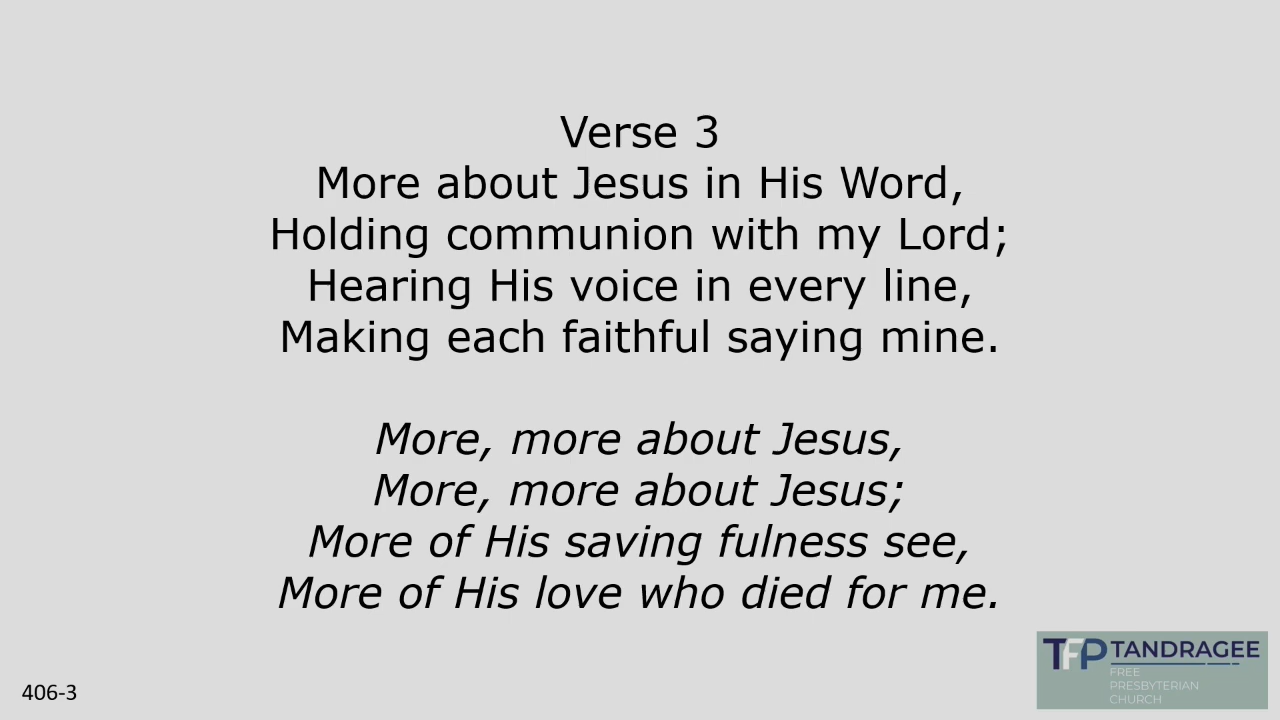 Verse 3
More about Jesus in His Word,
Holding communion with my Lord;
Hearing His voice in every line,
Making each faithful saying mine.
More, more about Jesus,
More, more about Jesus;
More of His saving fulness see,
More of His love who died for me.
TFP TANDRAGEE
FREE
PRESBYTERIAN
CHURCH
406-3